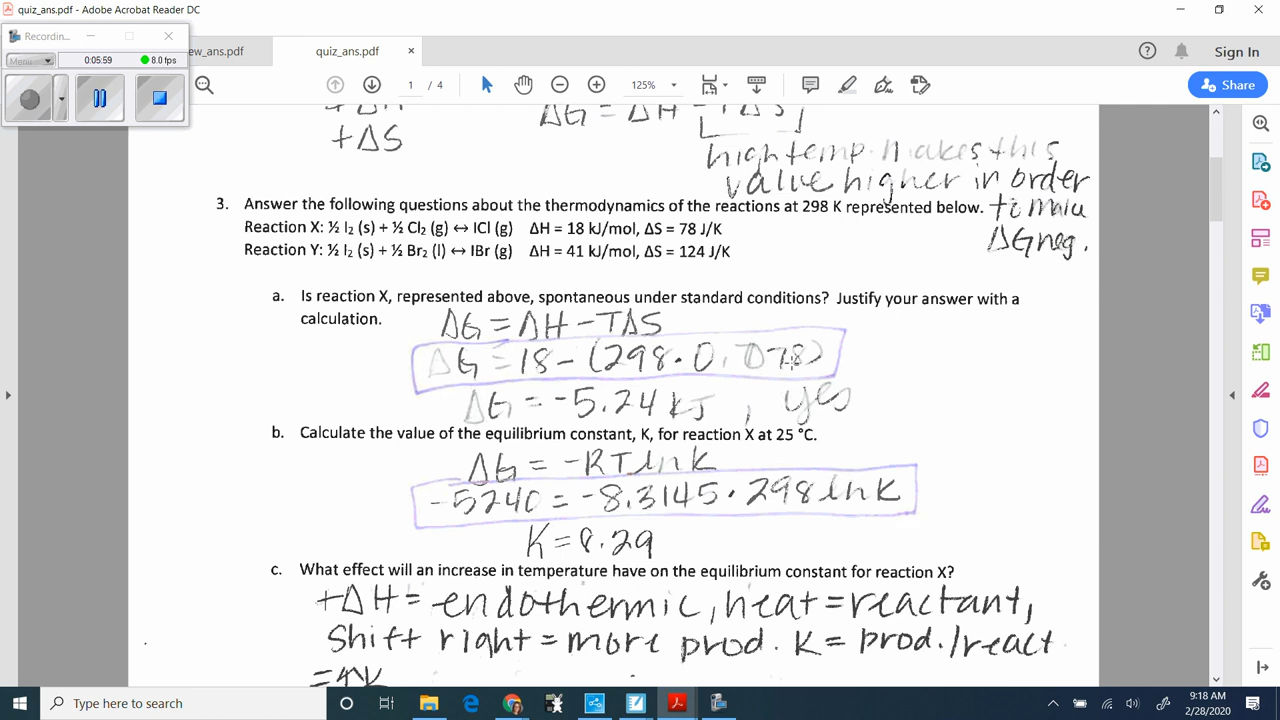 quiz_ans.pdf - Adobe Acrobat Reader DC
Recordin...
Menu
0:05:59
8.0 fps
ew_ans.pdf
quiz_ans.pdf
Sign In
1 / 4
125%
Share
+ΔH
+ΔS
ΔG = ΔH - TΔS
high temp. makes this
value higher in order
to make
ΔG neg.
3. Answer the following questions about the thermodynamics of the reactions at 298 K represented below.
Reaction X: ½ I₂ (s) + ½ Cl₂ (g) ↔ ICl (g) ΔH = 18 kJ/mol, ΔS = 78 J/K
Reaction Y: ½ I₂ (s) + ½ Br₂ (l) ↔ IBr (g) ΔH = 41 kJ/mol, ΔS = 124 J/K
a. Is reaction X, represented above, spontaneous under standard conditions? Justify your answer with a
calculation.
ΔG = ΔH - TΔS
ΔG = 18 - (298·0.078)
ΔG = -5.24 kJ, yes
b. Calculate the value of the equilibrium constant, K, for reaction X at 25 °C.
ΔG = -RTlnK
-5240 = -8.3145·298lnK
K = 8.29
c. What effect will an increase in temperature have on the equilibrium constant for reaction X?
+ΔH = endothermic, heat = reactant,
shift right = more prod. K = prod./react
= ↑K
Type here to search
9:18 AM
2/28/2020